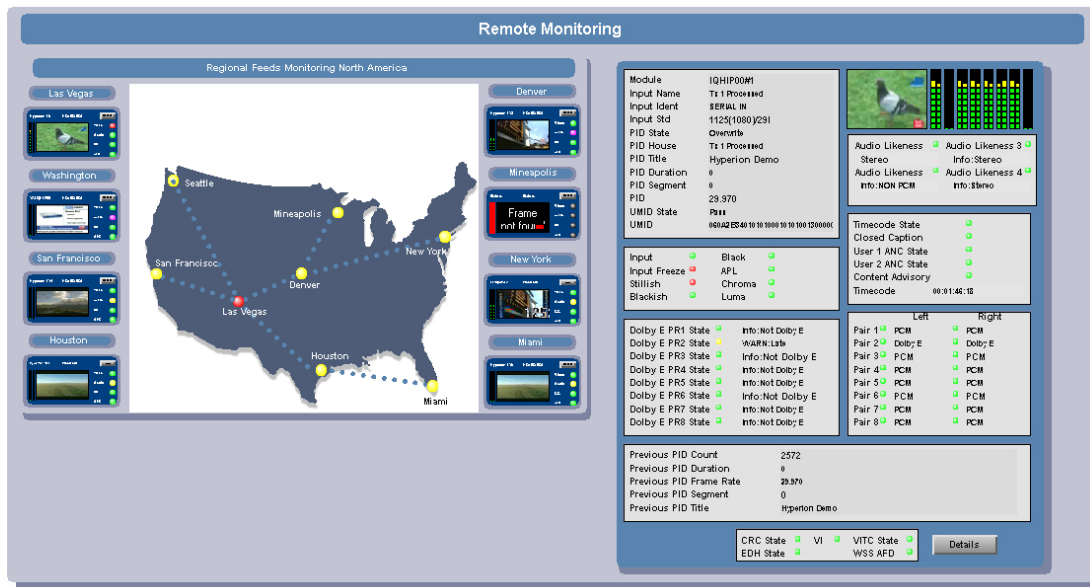 Remote Monitoring
Regional Feeds Monitoring North America
Las Vegas
Washington
San Francisco
Houston
Seattle
Mineapolis
New York
San Francisco
Denver
Las Vegas
Houston
Miami
Denver
Mineapolis
Frame
not four
New York
Miami
Module IQHIP00#1
Input Name Tx 1 Processed
Input Ident SERIAL IN
Input Std 1125(1080)/29I
PID State Overwrite
PID House Tx 1 Processed
PID Title Hyperion Demo
PID Duration 0
PID Segment 0
PID 29.970
UMID State Pass
UMID
Audio Likeness Audio Likeness 3
Stereo Info:Stereo
Audio Likeness Audio Likeness 4
Info:NON PCM Info:Stereo
Input Black
Input Freeze APL
Stillish Chroma
Blackish Luma
Timecode State
Closed Caption
User 1 ANC State
User 2 ANC State
Content Advisory
Timecode 00:01:46:18
Dolby E PR1 State Info:Not Dolby E
Dolby E PR2 State WARN:Late
Dolby E PR3 State Info:Not Dolby E
Dolby E PR4 State Info:Not Dolby E
Dolby E PR5 State Info:Not Dolby E
Dolby E PR6 State Info:Not Dolby E
Dolby E PR7 State Info:Not Dolby E
Dolby E PR8 State Info:Not Dolby E
Left Right
Pair 1 PCM PCM
Pair 2 Dolby E Dolby E
Pair 3 PCM PCM
Pair 4 PCM PCM
Pair 5 PCM PCM
Pair 6 PCM PCM
Pair 7 PCM PCM
Pair 8 PCM PCM
Previous PID Count 2572
Previous PID Duration 0
Previous PID Frame Rate 29.970
Previous PID Segment 0
Previous PID Title Hyperion Demo
CRC State VI VITC State
EDH State WSS AFD
Details